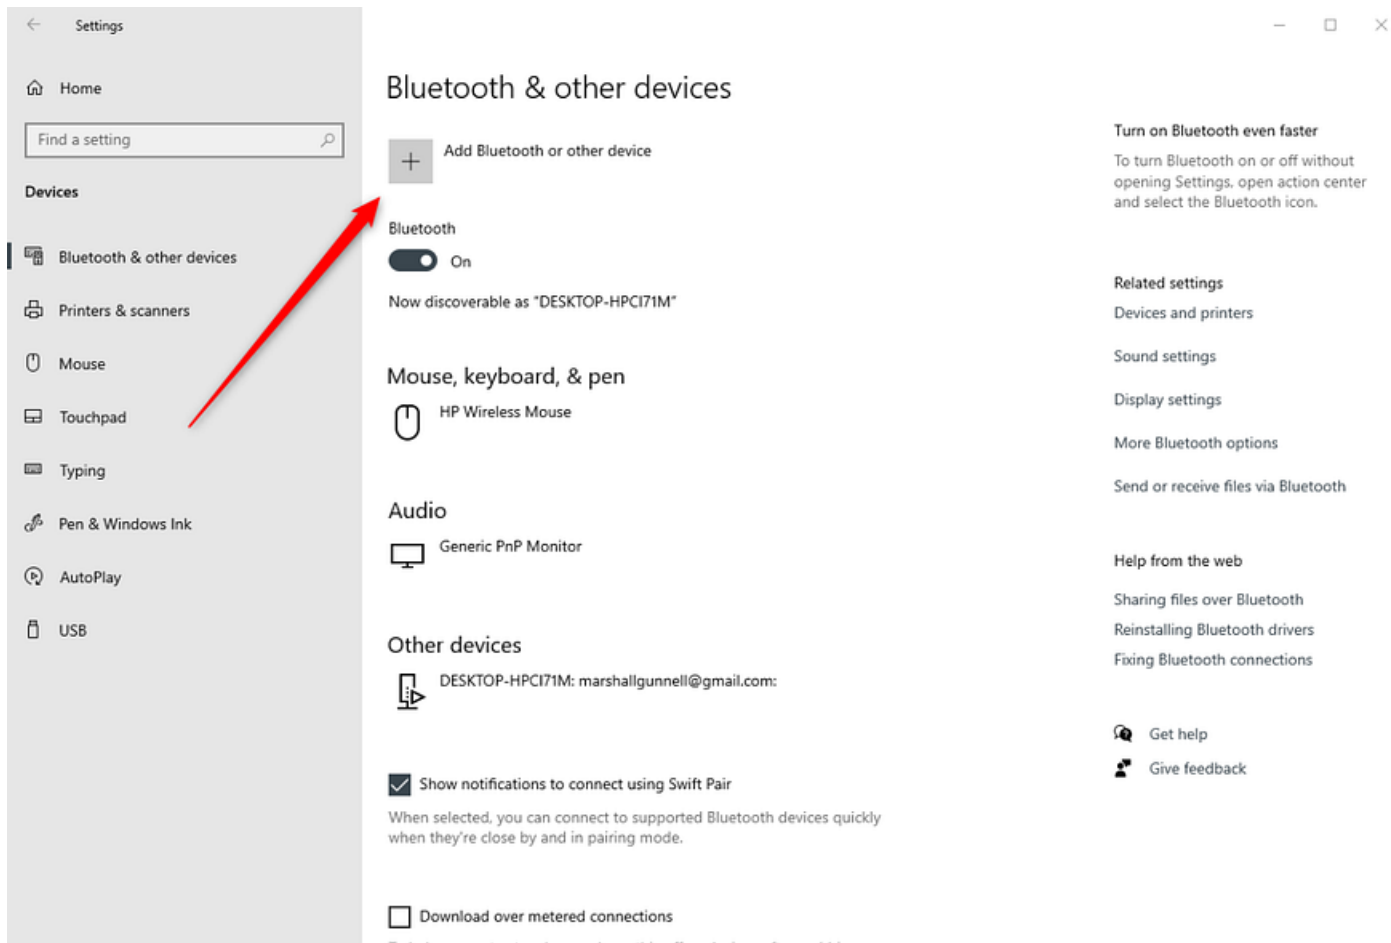 Settings
Home
Find a setting
Devices
Bluetooth & other devices
Printers & scanners
Mouse
Touchpad
Typing
Pen & Windows Ink
AutoPlay
USB
Bluetooth & other devices
Add Bluetooth or other device
Bluetooth
On
Now discoverable as “DESKTOP-HPCI71M”
Mouse, keyboard, & pen
HP Wireless Mouse
Audio
Generic PnP Monitor
Other devices
DESKTOP-HPCI71M: marshallgunnell@gmail.com:
Show notifications to connect using Swift Pair
When selected, you can connect to supported Bluetooth devices quickly
when they're close by and in pairing mode.
Download over metered connections
Turn on Bluetooth even faster
To turn Bluetooth on or off without
opening Settings, open action center
and select the Bluetooth icon.
Related settings
Devices and printers
Sound settings
Display settings
More Bluetooth options
Send or receive files via Bluetooth
Help from the web
Sharing files over Bluetooth
Reinstalling Bluetooth drivers
Fixing Bluetooth connections
Get help
Give feedback